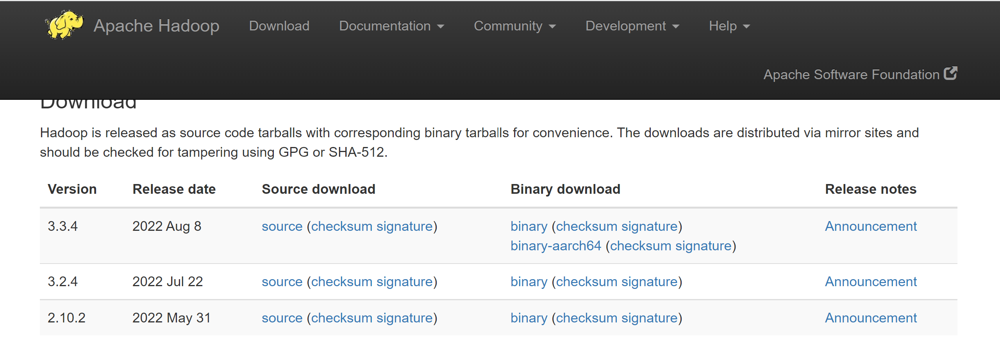 Apache Hadoop Download Documentation Community Development Help
Apache Software Foundation
Download
Hadoop is released as source code tarballs with corresponding binary tarballs for convenience. The downloads are distributed via mirror sites and
should be checked for tampering using GPG or SHA-512.
Version Release date Source download Binary download Release notes
3.3.4 2022 Aug 8 source (checksum signature) binary (checksum signature) Announcement
binary-aarch64 (checksum signature)
3.2.4 2022 Jul 22 source (checksum signature) binary (checksum signature) Announcement
2.10.2 2022 May 31 source (checksum signature) binary (checksum signature) Announcement